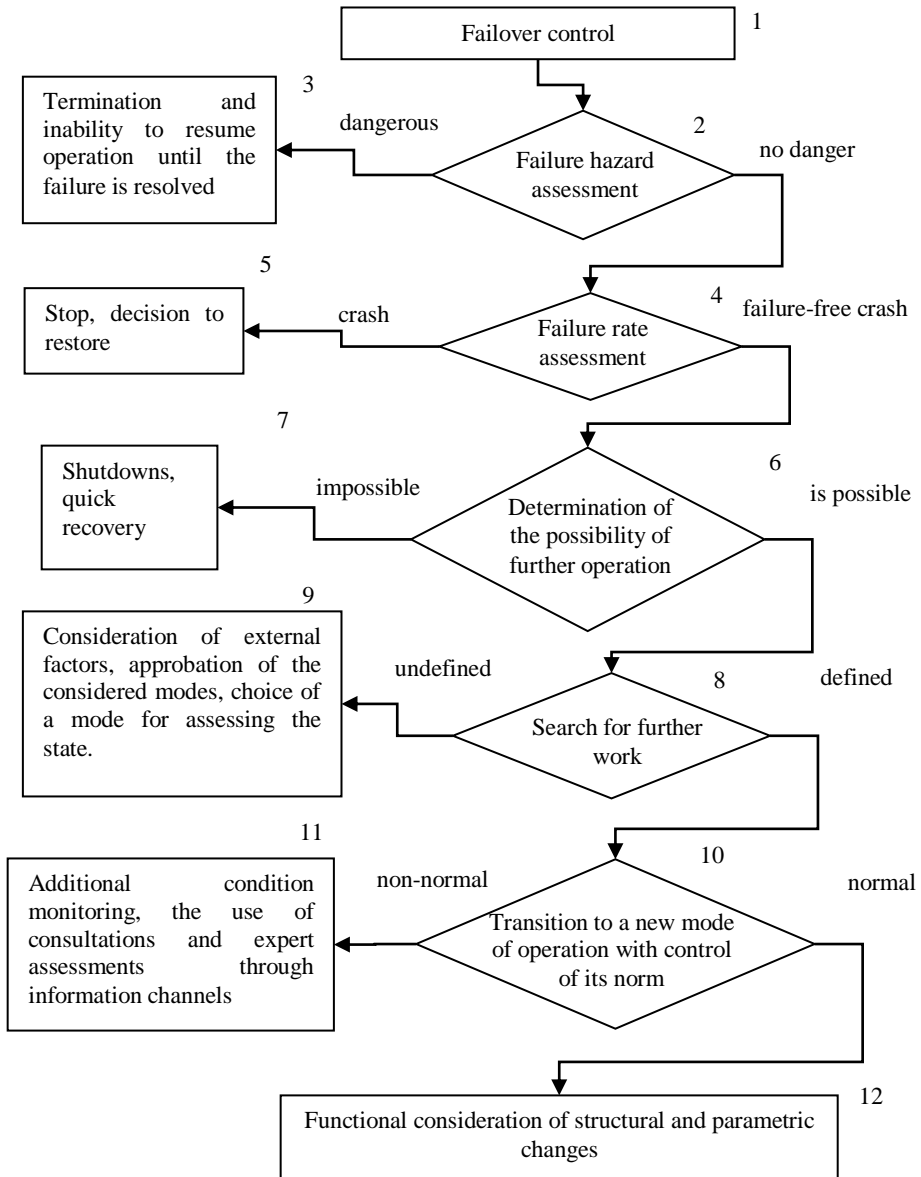 1
Failover control
3
Termination and
inability to resume
operation until the
failure is resolved
dangerous
2
Failure hazard
assessment
no danger
5
Stop, decision to
restore
crash
4
Failure rate
assessment
failure-free crash
7
Shutdowns,
quick
recovery
impossible
6
Determination of
the possibility of
further operation
is possible
9
Consideration of external
factors, approbation of the
considered modes, choice of
a mode for assessing the
state.
undefined
8
Search for further
work
defined
11
Additional condition
monitoring, the use of
consultations and expert
assessments through
information channels
non-normal
10
Transition to a new mode
of operation with control
of its norm
normal
12
Functional consideration of structural and parametric
changes